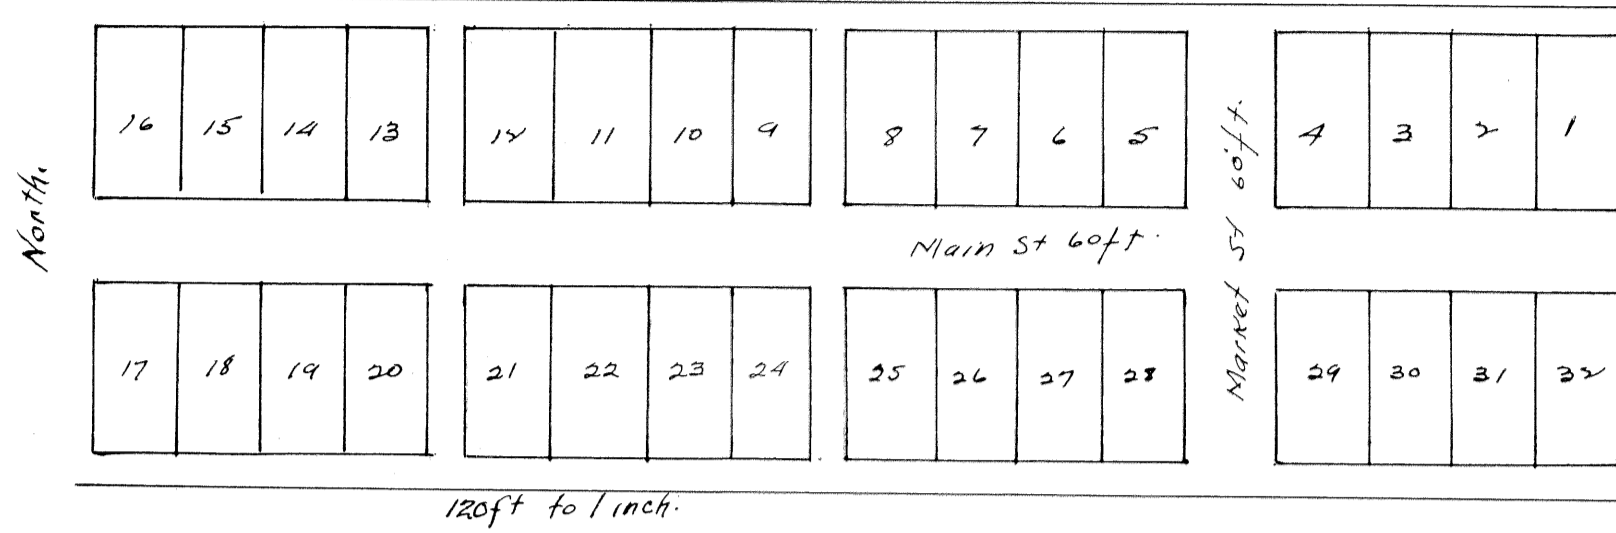 North.
16 15 14 13 12 11 10 9 8 7 6 5 4 3 2 1
Main St 60ft.
Market St 60ft.
17 18 19 20 21 22 23 24 25 26 27 28 29 30 31 32
120ft to 1 inch.